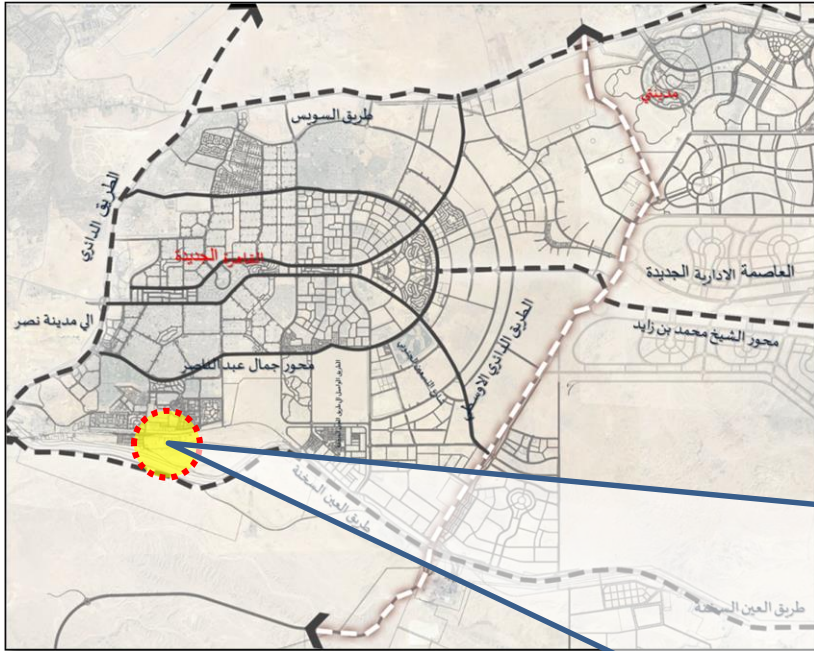 طريق السويس
مدينتي
الطريق الدائري
القاهرة الجديدة
العاصمة الادارية الجديدة
الي مدينة نصر
محور الشيخ محمد بن زايد
الطريق الدائري الاوسطي
محور جمال عبد الناصر
طريق العين السخنة
طريق العين السخنة